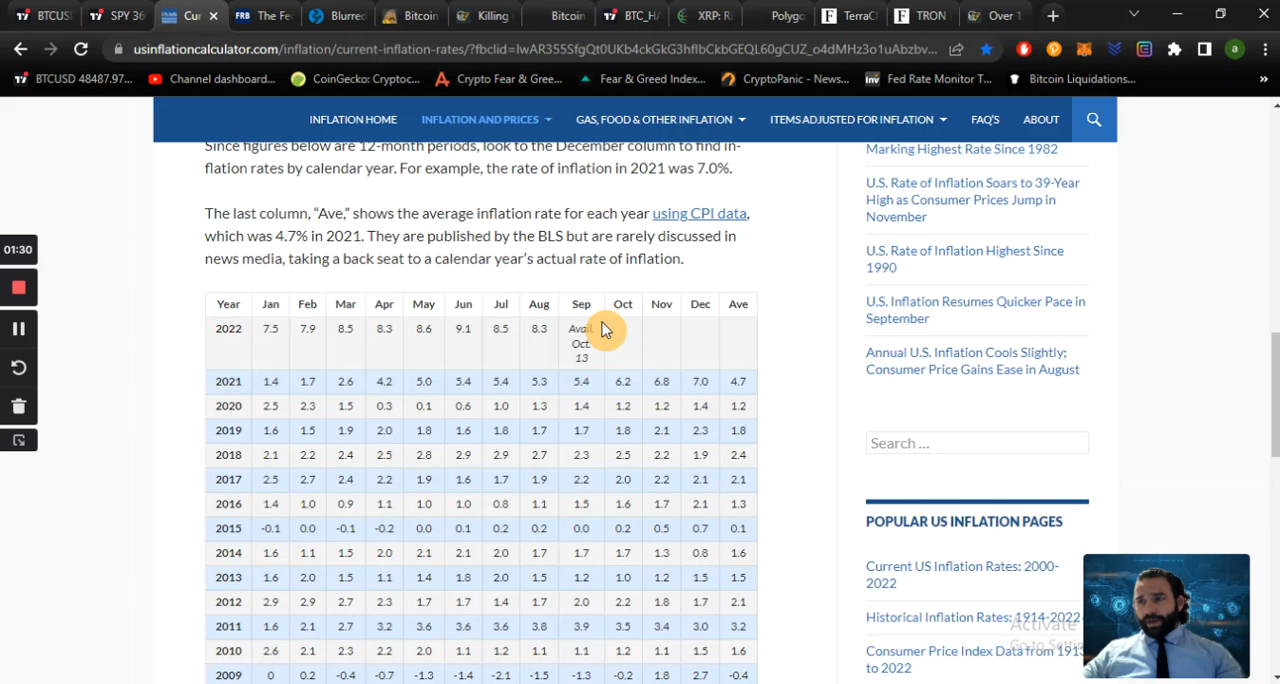 BTCUSI
SPY 36
Cur
The Fe
Blurred
Bitcoin
Killing
Bitcoin
BTC_HA
XRP: Ri
Polygo
TerraCl
TRON
Over 1
usinflationcalculator.com/inflation/current-inflation-rates/?fbclid=
BTCUSD 48487.97...
Channel dashboard...
CoinGecko: Cryptoc...
Crypto Fear & Gree...
Fear & Greed Index...
CryptoPanic - News...
Fed Rate Monitor T...
Bitcoin Liquidations...
»
INFLATION HOME
INFLATION AND PRICES
GAS, FOOD & OTHER INFLATION
ITEMS ADJUSTED FOR INFLATION
FAQ'S
ABOUT
Since figures below are 12-month periods, look to the December column to find in-
flation rates by calendar year. For example, the rate of inflation in 2021 was 7.0%.
The last column, “Ave,” shows the average inflation rate for each year using CPI data,
which was 4.7% in 2021. They are published by the BLS but are rarely discussed in
news media, taking a back seat to a calendar year's actual rate of inflation.
Year Jan Feb Mar Apr May Jun Jul Aug Sep Oct Nov Dec Ave
2022 7.5 7.9 8.5 8.3 8.6 9.1 8.5 8.3 Avail.
Oct.
13
2021 1.4 1.7 2.6 4.2 5.0 5.4 5.4 5.3 5.4 6.2 6.8 7.0 4.7
2020 2.5 2.3 1.5 0.3 0.1 0.6 1.0 1.3 1.4 1.2 1.2 1.4 1.2
2019 1.6 1.5 1.9 2.0 1.8 1.6 1.8 1.7 1.7 1.8 2.1 2.3 1.8
2018 2.1 2.2 2.4 2.5 2.8 2.9 2.9 2.7 2.3 2.5 2.2 1.9 2.4
2017 2.5 2.7 2.4 2.2 1.9 1.6 1.7 1.9 2.2 2.0 2.2 2.1 2.1
2016 1.4 1.0 0.9 1.1 1.0 1.0 0.8 1.1 1.5 1.6 1.7 2.1 1.3
2015 -0.1 0.0 -0.1 -0.2 0.0 0.1 0.2 0.2 0.0 0.2 0.5 0.7 0.1
2014 1.6 1.1 1.5 2.0 2.1 2.1 2.0 1.7 1.7 1.7 1.3 0.8 1.6
2013 1.6 2.0 1.5 1.1 1.4 1.8 2.0 1.5 1.2 1.0 1.2 1.5 1.5
2012 2.9 2.9 2.7 2.3 1.7 1.7 1.4 1.7 2.0 2.2 1.8 1.7 2.1
2011 1.6 2.1 2.7 3.2 3.6 3.6 3.6 3.8 3.9 3.5 3.4 3.0 3.2
2010 2.6 2.1 2.3 2.2 2.0 1.1 1.2 1.1 1.1 1.2 1.1 1.5 1.6
2009 0 0.2 -0.4 -0.7 -1.3 -1.4 -2.1 -1.5 -1.3 -0.2 1.8 2.7 -0.4
Marking Highest Rate Since 1982
U.S. Rate of Inflation Soars to 39-Year
High as Consumer Prices Jump in
November
U.S. Rate of Inflation Highest Since
1990
U.S. Inflation Resumes Quicker Pace in
September
Annual U.S. Inflation Cools Slightly;
Consumer Price Gains Ease in August
Search …
POPULAR US INFLATION PAGES
Current US Inflation Rates: 2000-
2022
Historical Inflation Rates: 1914-2022
Consumer Price Index Data from 1913
to 2022
Activate
Go to Setti
01:30